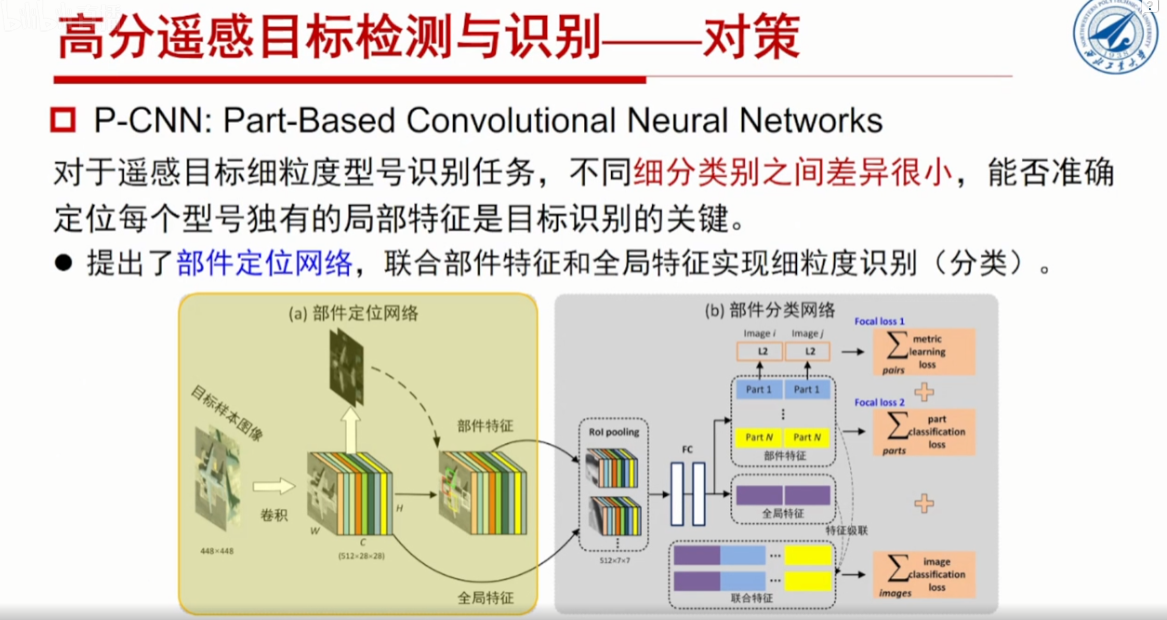 高分遥感目标检测与识别——对策
P-CNN: Part-Based Convolutional Neural Networks
对于遥感目标细粒度型号识别任务，不同细分类别之间差异很小，能否准确
定位每个型号独有的局部特征是目标识别的关键。
● 提出了部件定位网络，联合部件特征和全局特征实现细粒度识别（分类）。
(a) 部件定位网络
目标样本图像
448×448
卷积
W
C
H
(512×28×28)
部件特征
全局特征
(b) 部件分类网络
RoI pooling
512×7×7
FC
Image i Image j
L2 L2
Part 1 Part 1
Part N Part N
部件特征
全局特征
特征级联
联合特征
Focal loss 1
∑ metric
learning
loss
pairs
Focal loss 2
∑ part
classification
loss
parts
∑ image
classification
loss
images